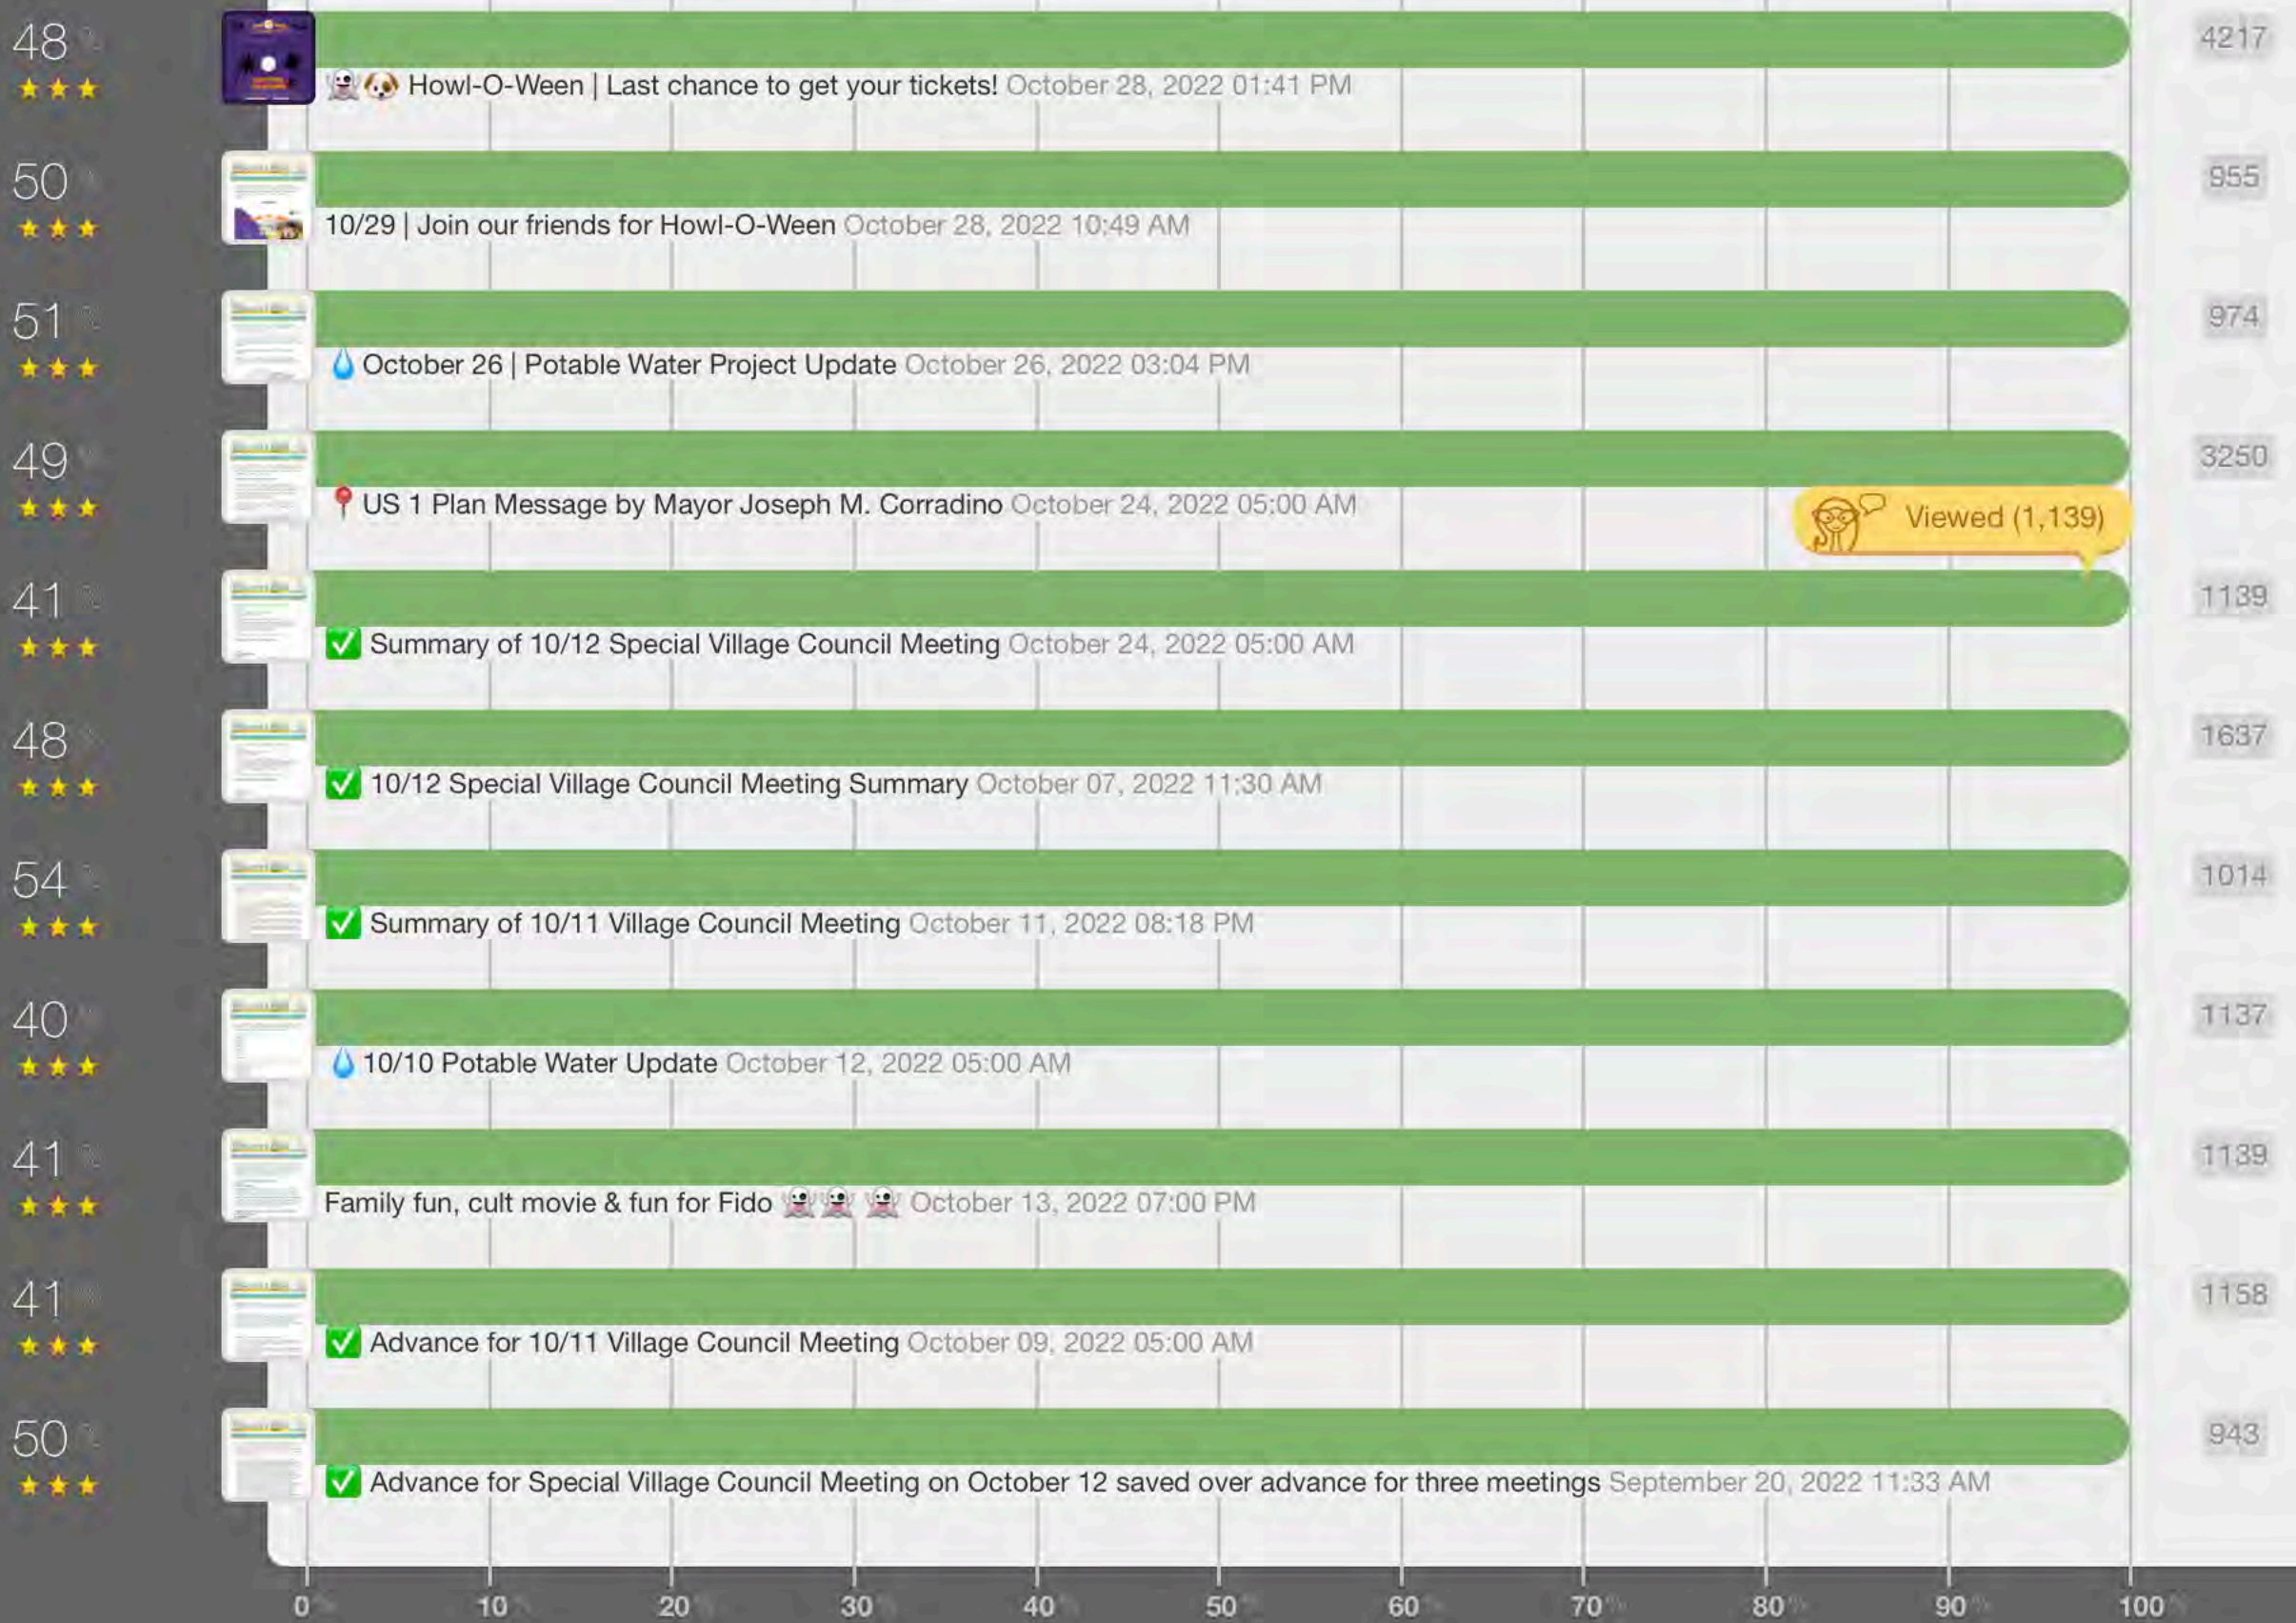 48
4217
👻🐶 Howl-O-Ween | Last chance to get your tickets! October 28, 2022 01:41 PM
50
955
10/29 | Join our friends for Howl-O-Ween October 28, 2022 10:49 AM
51
974
💧 October 26 | Potable Water Project Update October 26, 2022 03:04 PM
49
3250
📍 US 1 Plan Message by Mayor Joseph M. Corradino October 24, 2022 05:00 AM
Viewed (1,139)
41
1139
✅ Summary of 10/12 Special Village Council Meeting October 24, 2022 05:00 AM
48
1637
✅ 10/12 Special Village Council Meeting Summary October 07, 2022 11:30 AM
54
1014
✅ Summary of 10/11 Village Council Meeting October 11, 2022 08:18 PM
40
1137
💧 10/10 Potable Water Update October 12, 2022 05:00 AM
41
1139
Family fun, cult movie & fun for Fido 👻👻 👻 October 13, 2022 07:00 PM
41
1158
✅ Advance for 10/11 Village Council Meeting October 09, 2022 05:00 AM
50
943
✅ Advance for Special Village Council Meeting on October 12 saved over advance for three meetings September 20, 2022 11:33 AM
0 10 20 30 40 50 60 70 80 90 100